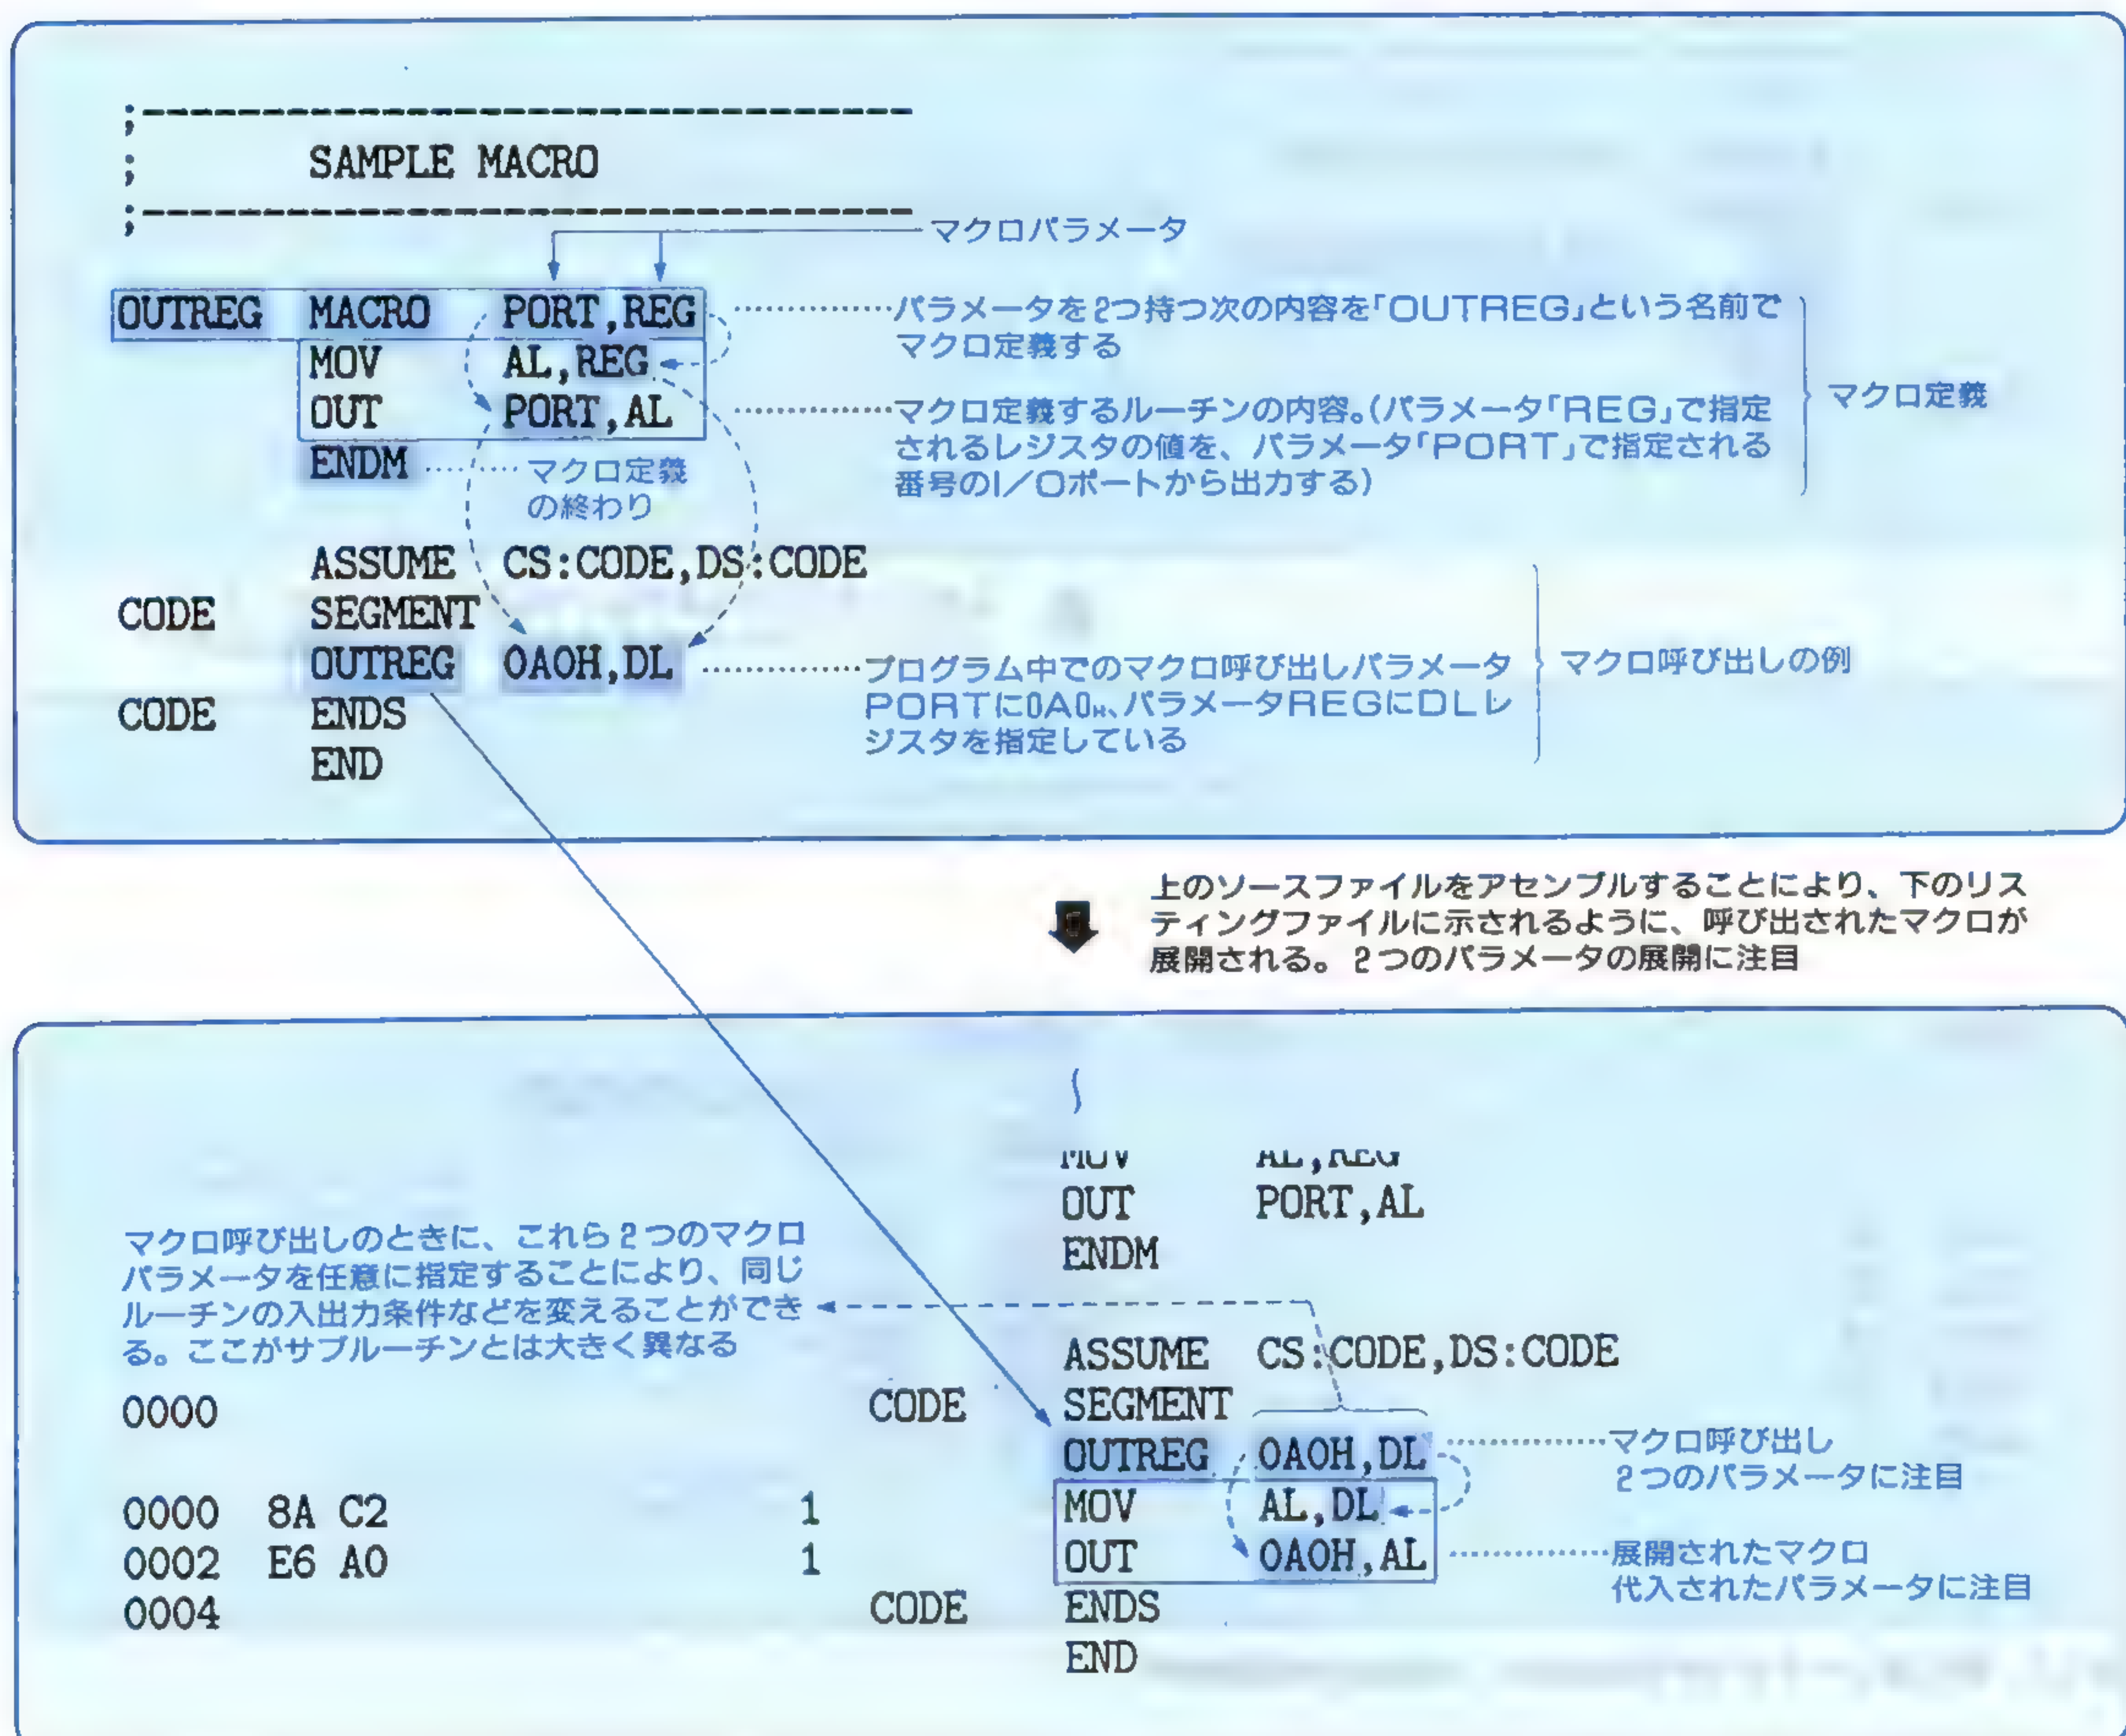 ;--------------------------------
;        SAMPLE MACRO
;--------------------------------
マクロパラメータ
OUTREG  MACRO   PORT,REG
パラメータを2つ持つ次の内容を「OUTREG」という名前で
マクロ定義する
MOV     AL,REG
OUT     PORT,AL
マクロ定義するルーチンの内容。(パラメータ「REG」で指定
されるレジスタの値を、パラメータ「PORT」で指定される
番号のI/Oポートから出力する)
マクロ定義
ENDM
マクロ定義
の終わり
ASSUME  CS:CODE,DS:CODE
CODE    SEGMENT
OUTREG  0A0H,DL
プログラム中でのマクロ呼び出しパラメータ
PORTに0A0H、パラメータREGにDLレ
ジスタを指定している
マクロ呼び出しの例
CODE    ENDS
END
上のソースファイルをアセンブルすることにより、下のリス
ティングファイルに示されるように、呼び出されたマクロが
展開される。2つのパラメータの展開に注目
MOV     AL,REG
OUT     PORT,AL
ENDM
マクロ呼び出しのときに、これら2つのマクロ
パラメータを任意に指定することにより、同じ
ルーチンの入出力条件などを変えることができ
る。ここがサブルーチンとは大きく異なる
ASSUME  CS:CODE,DS:CODE
0000    CODE    SEGMENT
OUTREG  0A0H,DL
マクロ呼び出し
2つのパラメータに注目
0000  8A C2    1    MOV     AL,DL
0002  E6 A0    1    OUT     0A0H,AL
展開されたマクロ
代入されたパラメータに注目
0004    CODE    ENDS
END